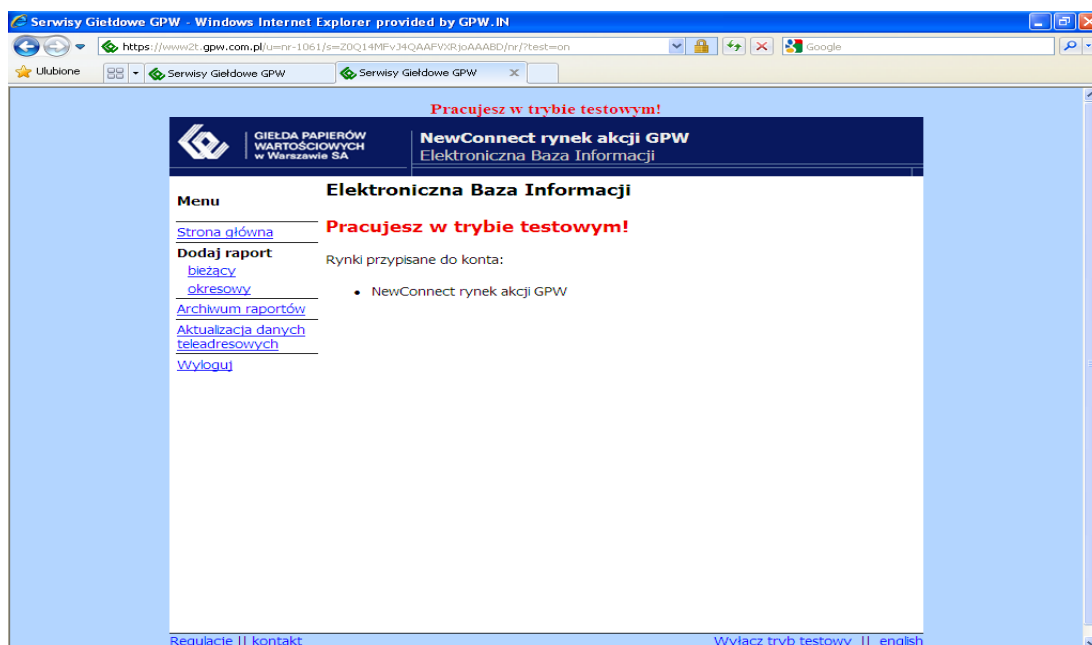 Serwisy Giełdowe GPW - Windows Internet Explorer provided by GPW.IN
https://www2t.gpw.com.pl/u=nr-1061/s=Z0Q14MFvJ4QAAFVXRjoAAABD/nr/?test=on
Google
Ulubione
Serwisy Giełdowe GPW
Serwisy Giełdowe GPW
Pracujesz w trybie testowym!
GIEŁDA PAPIERÓW
WARTOŚCIOWYCH
w Warszawie SA
NewConnect rynek akcji GPW
Elektroniczna Baza Informacji
Menu
Strona główna
Dodaj raport
bieżący
okresowy
Archiwum raportów
Aktualizacja danych
teleadresowych
Wyloguj
Elektroniczna Baza Informacji
Pracujesz w trybie testowym!
Rynki przypisane do konta:
NewConnect rynek akcji GPW
Regulacje || kontakt
Wyłącz tryb testowy || english